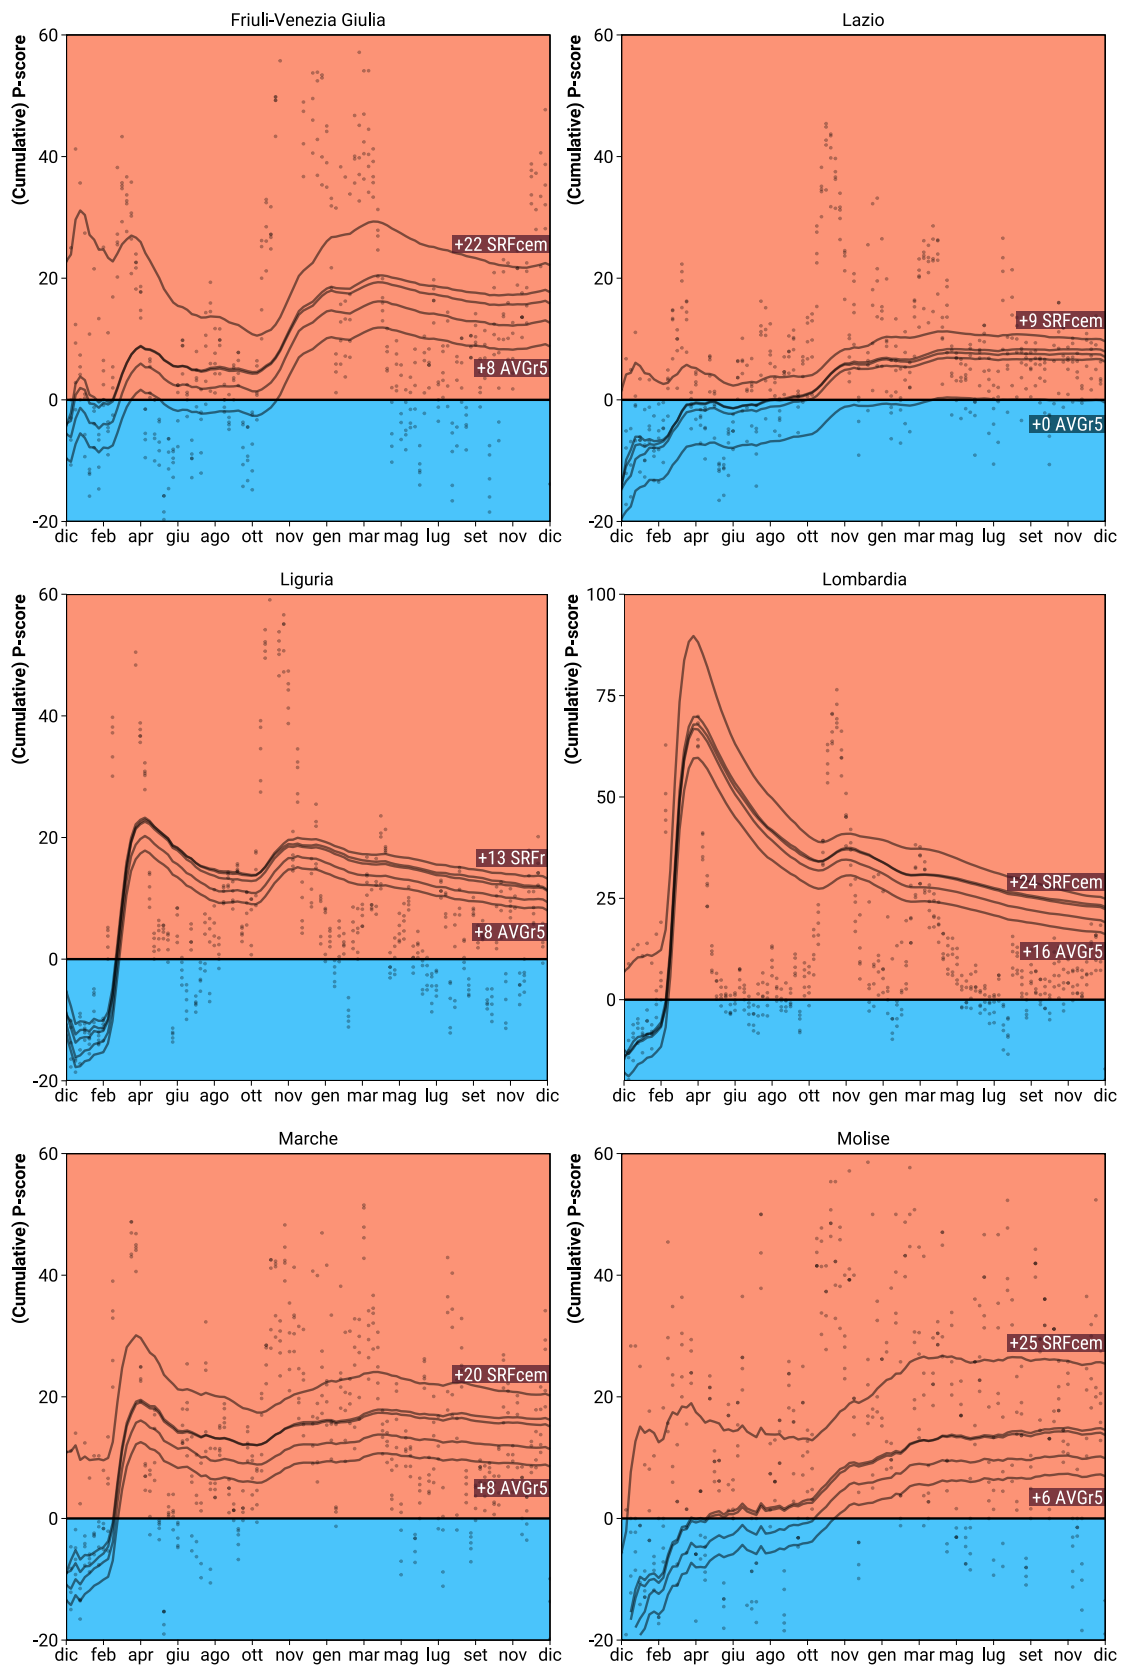 Friuli-Venezia Giulia
(Cumulative) P-score
60
40
20
0
-20
+22 SRFcem
+8 AVGr5
dic feb apr giu ago ott nov gen mar mag lug set nov dic
Lazio
(Cumulative) P-score
60
40
20
0
-20
+9 SRFcem
+0 AVGr5
dic feb apr giu ago ott nov gen mar mag lug set nov dic
Liguria
(Cumulative) P-score
60
40
20
0
-20
+13 SRFr
+8 AVGr5
dic feb apr giu ago ott nov gen mar mag lug set nov dic
Lombardia
(Cumulative) P-score
100
75
50
25
0
+24 SRFcem
+16 AVGr5
dic feb apr giu ago ott nov gen mar mag lug set nov dic
Marche
(Cumulative) P-score
60
40
20
0
-20
+20 SRFcem
+8 AVGr5
dic feb apr giu ago ott nov gen mar mag lug set nov dic
Molise
(Cumulative) P-score
60
40
20
0
-20
+25 SRFcem
+6 AVGr5
dic feb apr giu ago ott nov gen mar mag lug set nov dic